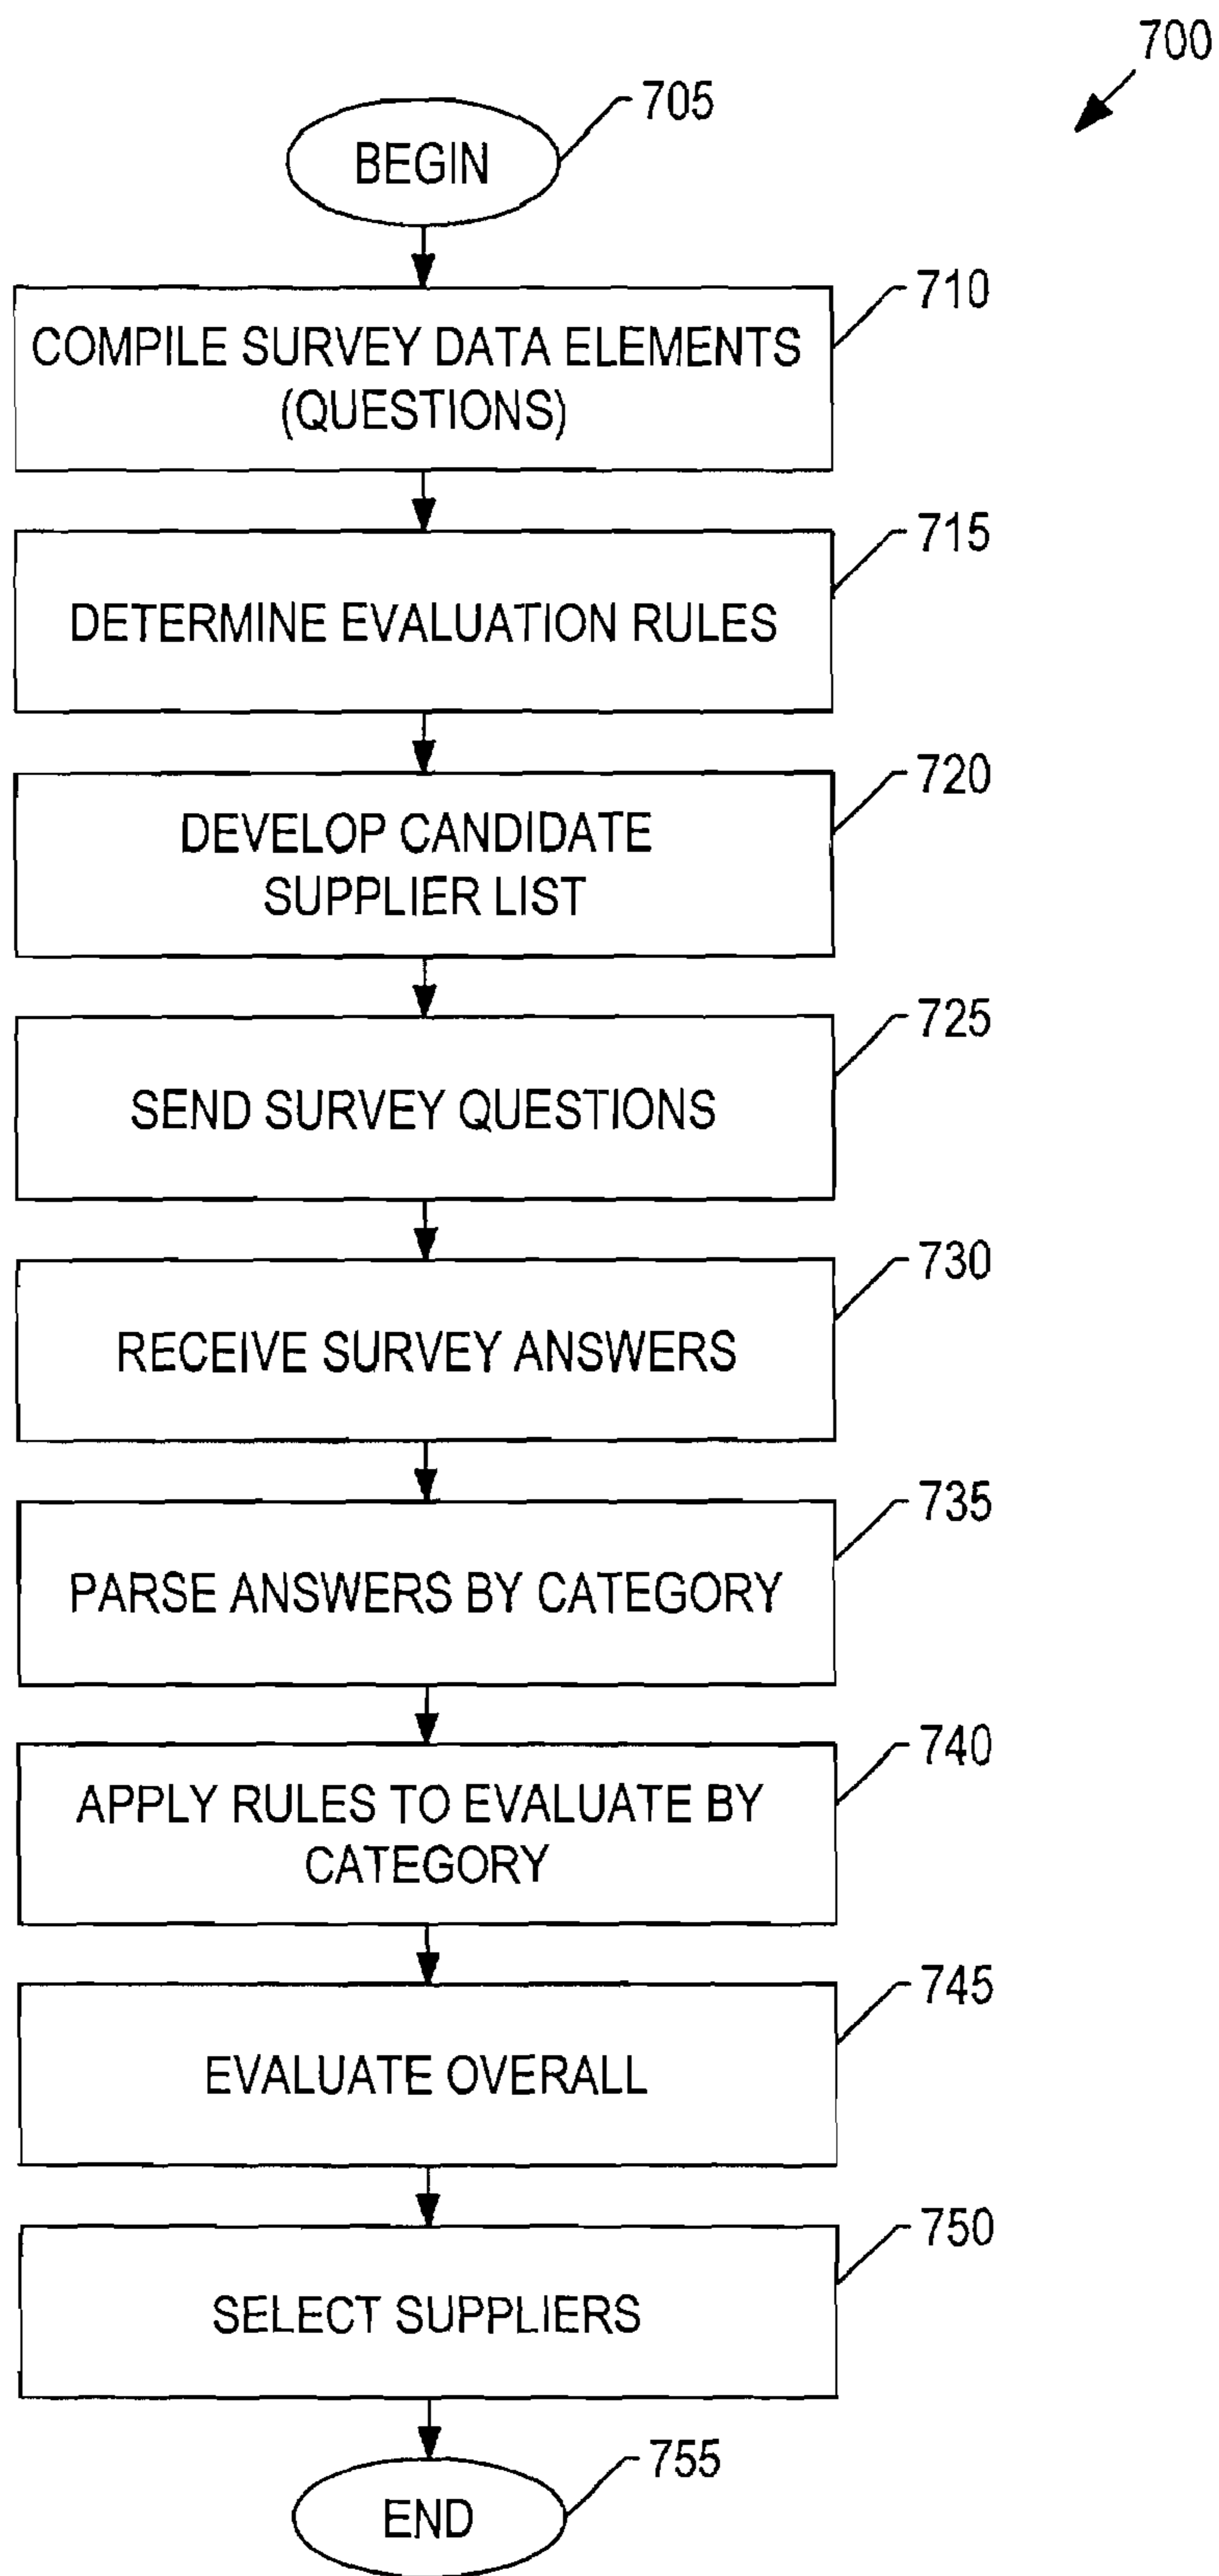 700
705
BEGIN
710
COMPILE SURVEY DATA ELEMENTS
(QUESTIONS)
715
DETERMINE EVALUATION RULES
720
DEVELOP CANDIDATE
SUPPLIER LIST
725
SEND SURVEY QUESTIONS
730
RECEIVE SURVEY ANSWERS
735
PARSE ANSWERS BY CATEGORY
740
APPLY RULES TO EVALUATE BY
CATEGORY
745
EVALUATE OVERALL
750
SELECT SUPPLIERS
755
END